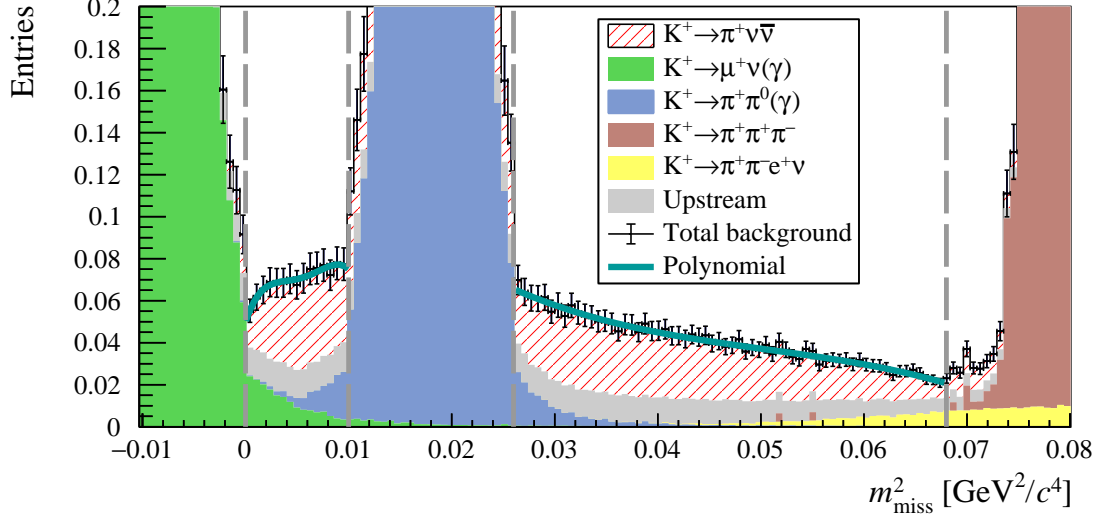 Entries
0.2
0.18
0.16
0.14
0.12
0.1
0.08
0.06
0.04
0.02
0
K⁺→π⁺νν̅
K⁺→μ⁺ν(γ)
K⁺→π⁺π⁰(γ)
K⁺→π⁺π⁺π⁻
K⁺→π⁺π⁻e⁺ν
Upstream
Total background
Polynomial
−0.01 0 0.01 0.02 0.03 0.04 0.05 0.06 0.07 0.08
m²miss [GeV²/c⁴]